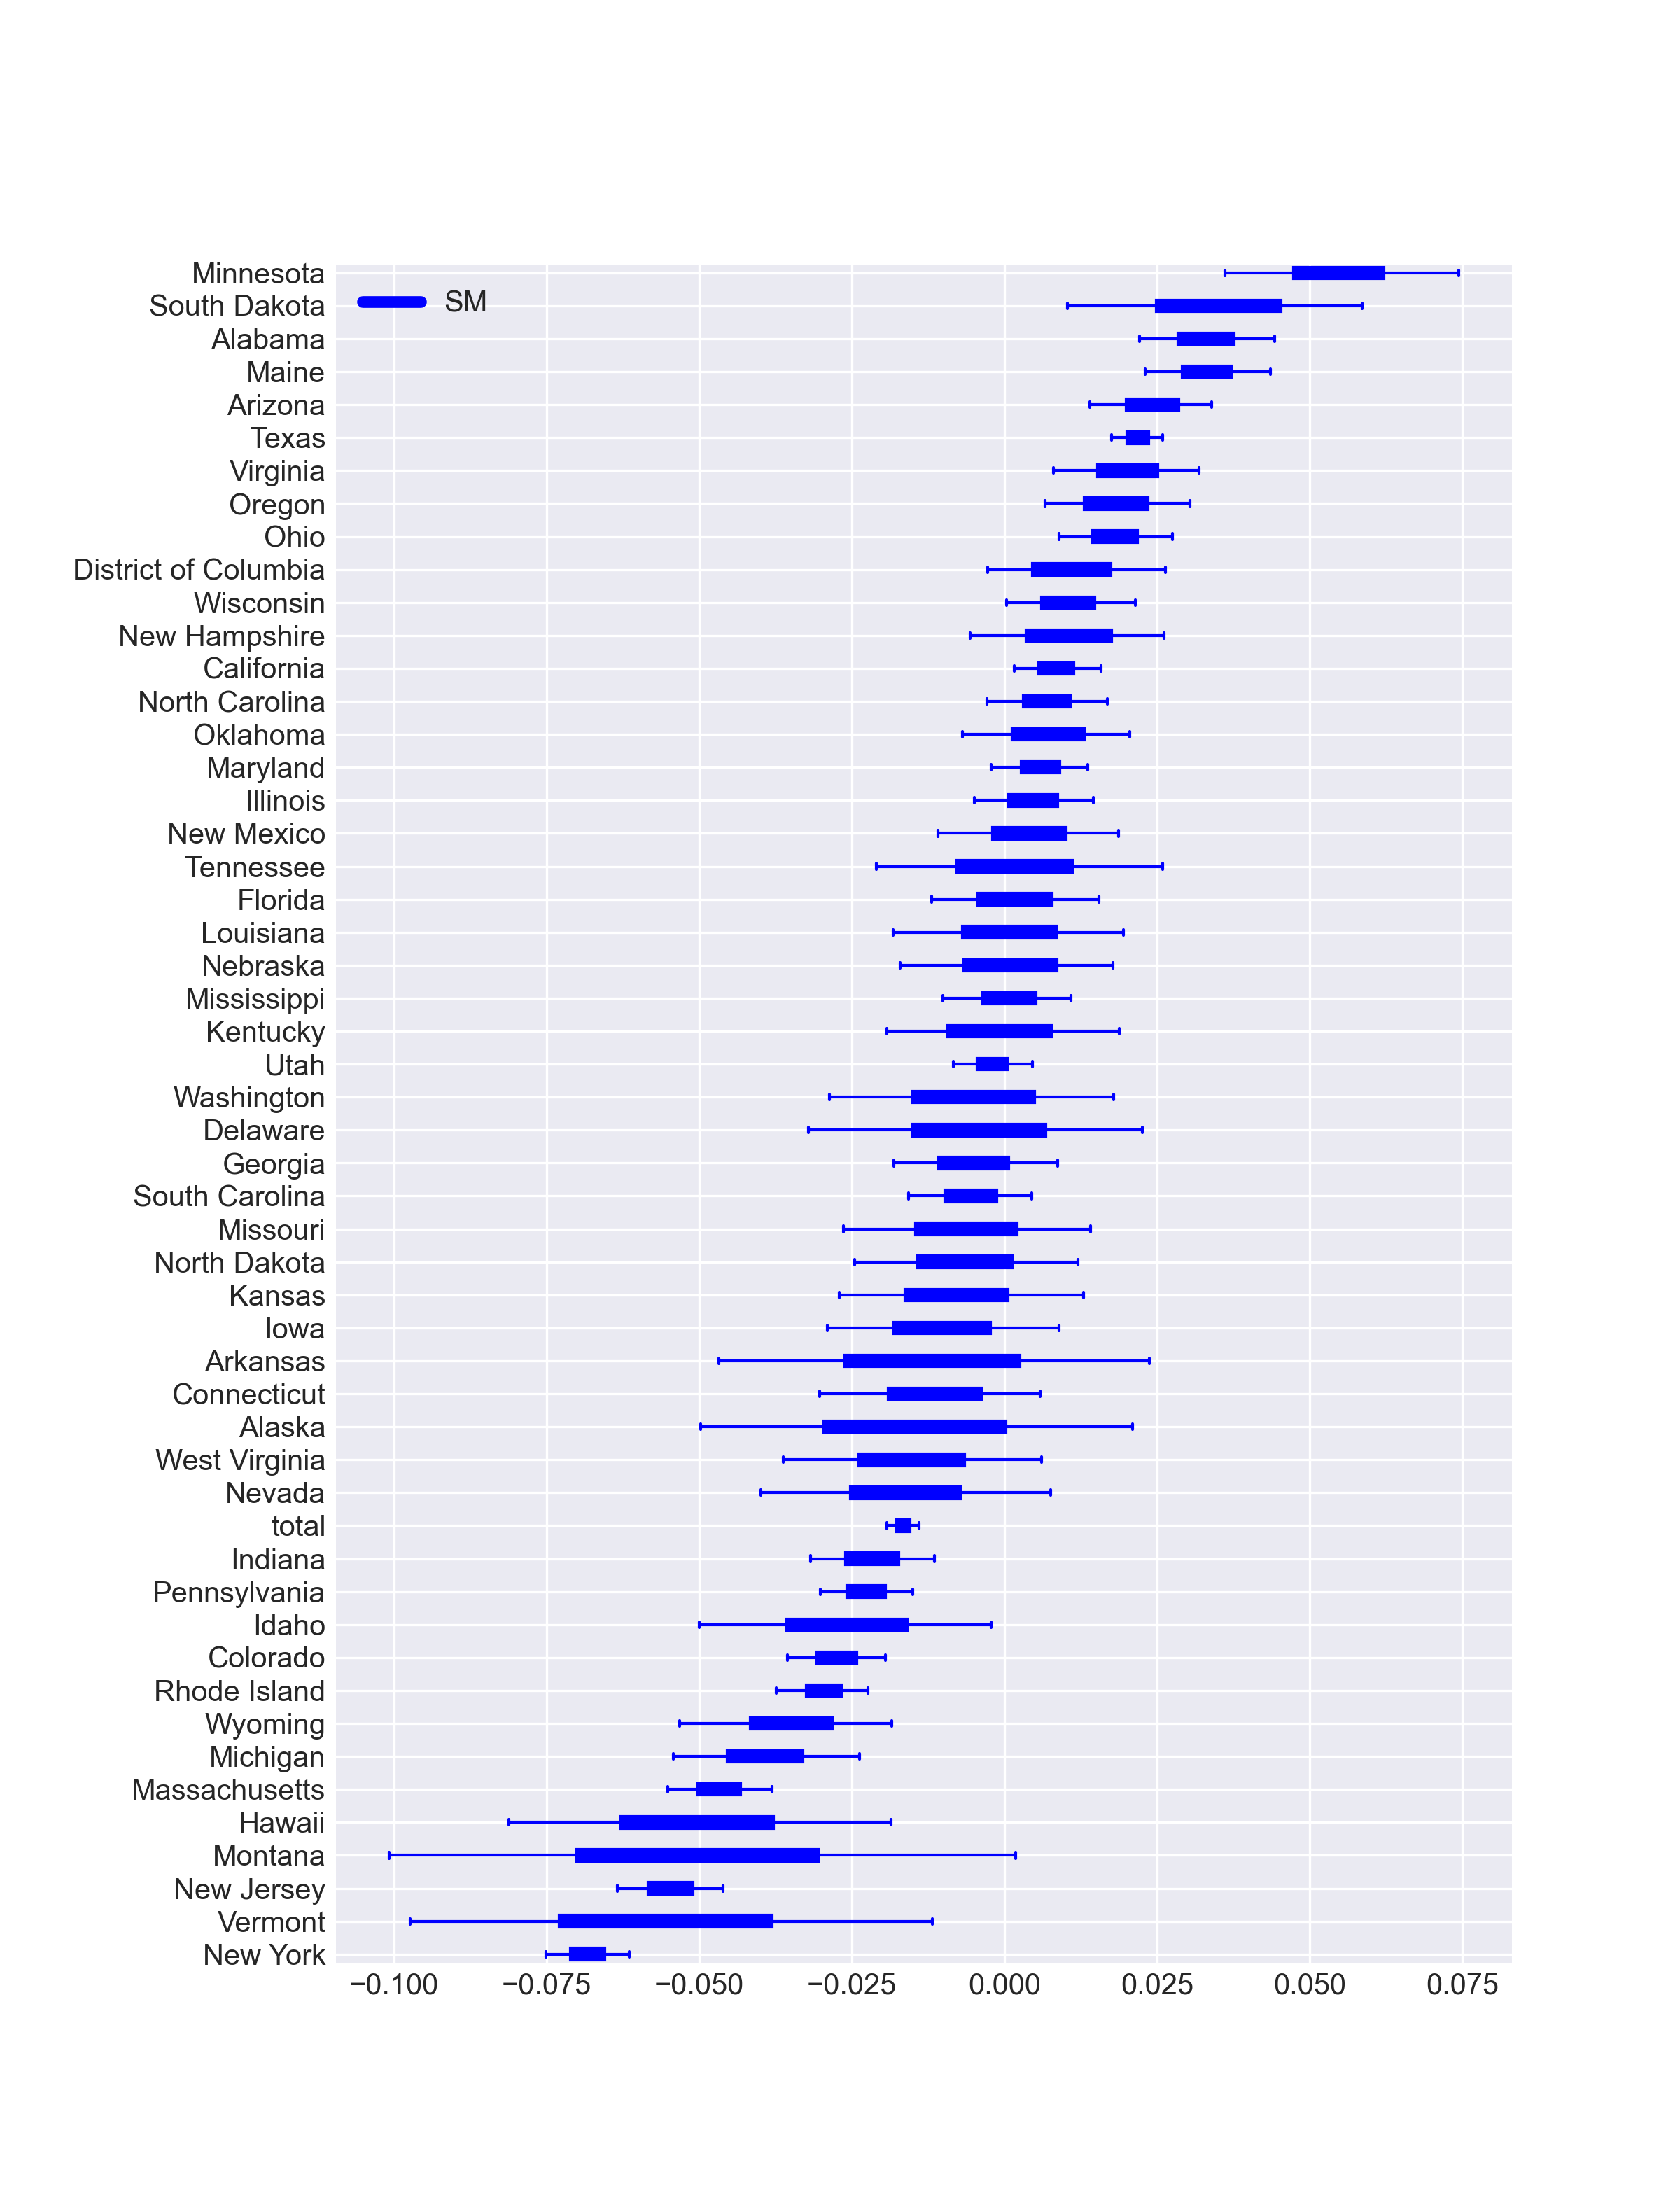 Minnesota
SM
South Dakota
Alabama
Maine
Arizona
Texas
Virginia
Oregon
Ohio
District of Columbia
Wisconsin
New Hampshire
California
North Carolina
Oklahoma
Maryland
Illinois
New Mexico
Tennessee
Florida
Louisiana
Nebraska
Mississippi
Kentucky
Utah
Washington
Delaware
Georgia
South Carolina
Missouri
North Dakota
Kansas
Iowa
Arkansas
Connecticut
Alaska
West Virginia
Nevada
total
Indiana
Pennsylvania
Idaho
Colorado
Rhode Island
Wyoming
Michigan
Massachusetts
Hawaii
Montana
New Jersey
Vermont
New York
−0.100 −0.075 −0.050 −0.025 0.000 0.025 0.050 0.075